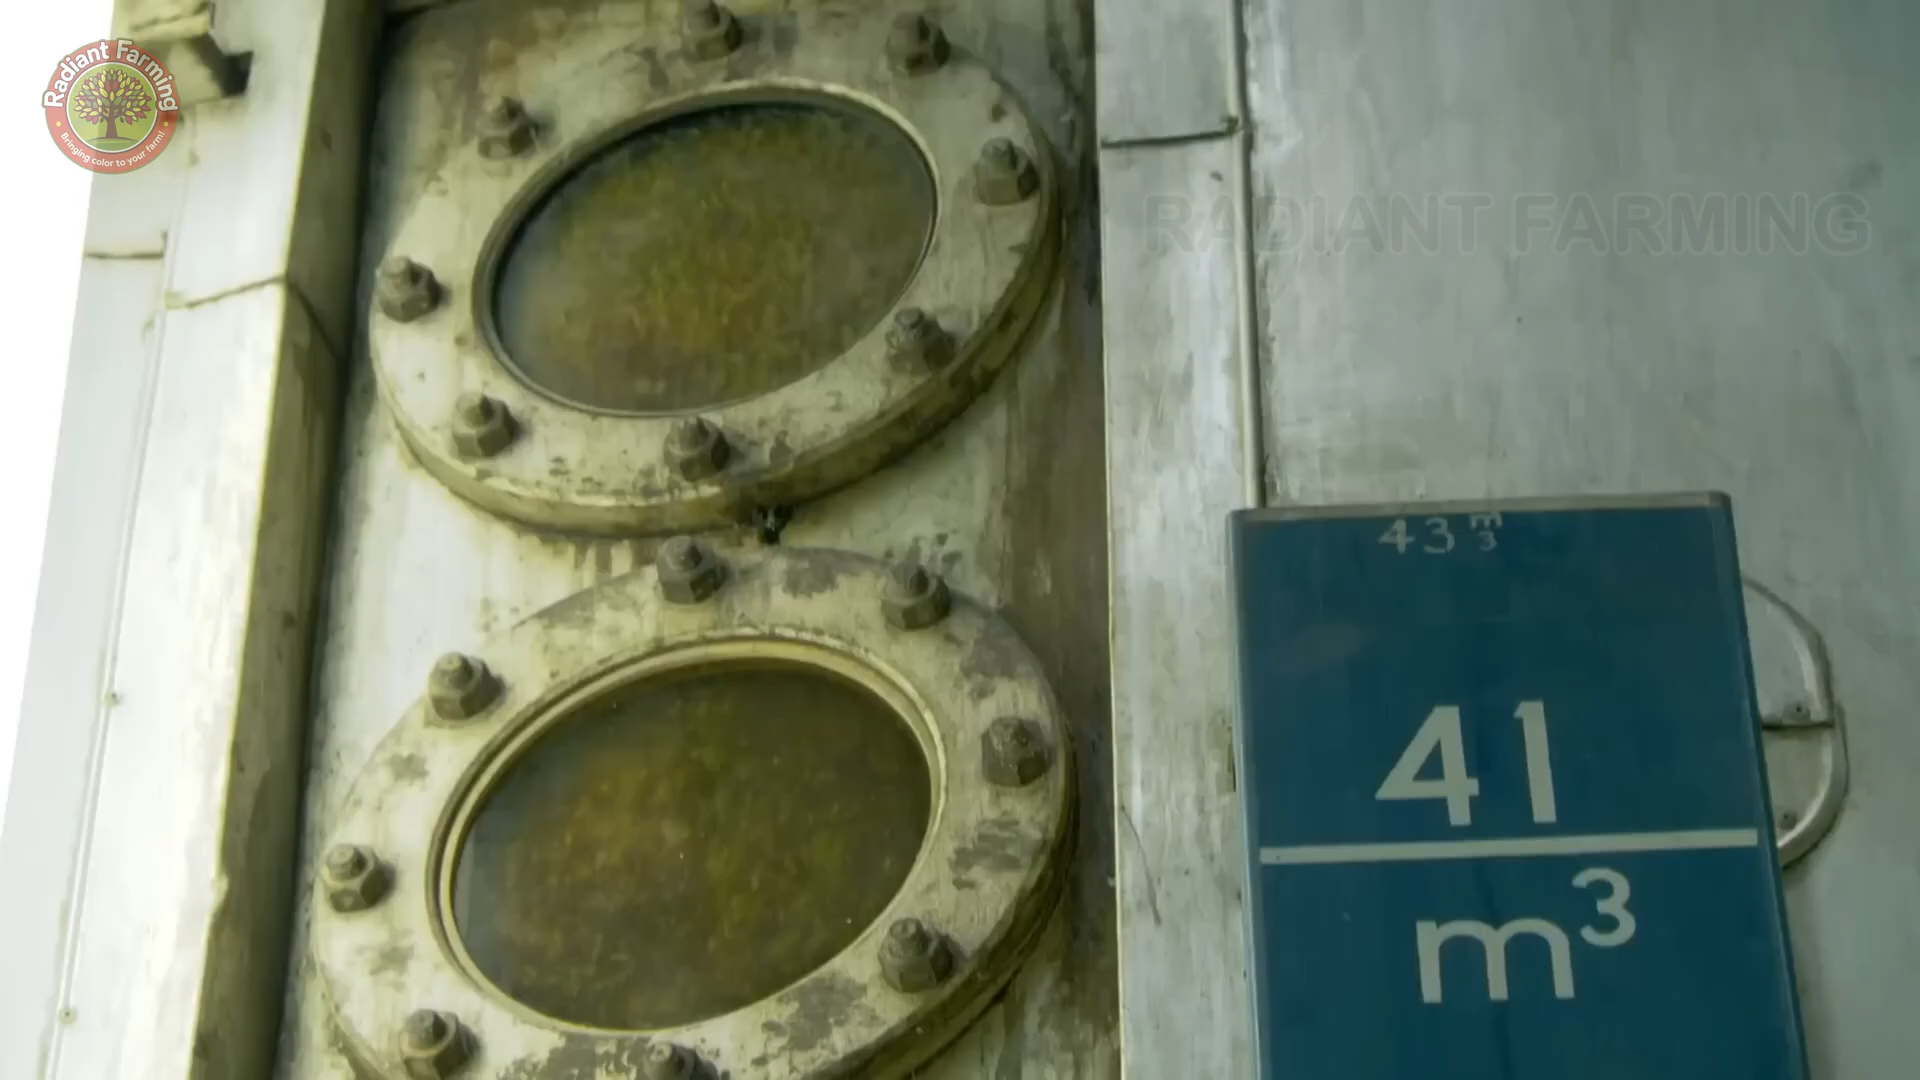 Radiant Farming
• Bringing color to your farm! •
RADIANT FARMING
43 m3
41
m³